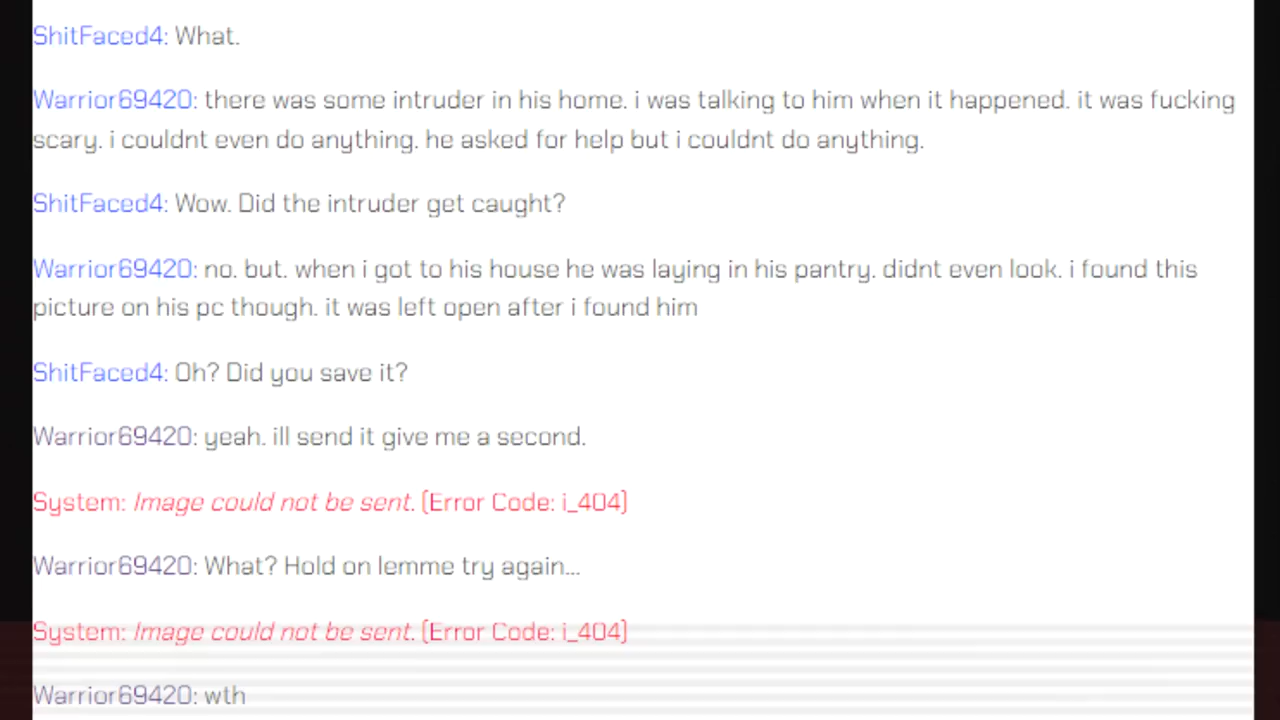 ShitFaced4: What.
Warrior69420: there was some intruder in his home. i was talking to him when it happened. it was fucking
scary. i couldnt even do anything. he asked for help but i couldnt do anything.
ShitFaced4: Wow. Did the intruder get caught?
Warrior69420: no. but. when i got to his house he was laying in his pantry. didnt even look. i found this
picture on his pc though. it was left open after i found him
ShitFaced4: Oh? Did you save it?
Warrior69420: yeah. ill send it give me a second.
System: Image could not be sent. (Error Code: i_404)
Warrior69420: What? Hold on lemme try again...
System: Image could not be sent. (Error Code: i_404)
Warrior69420: wth